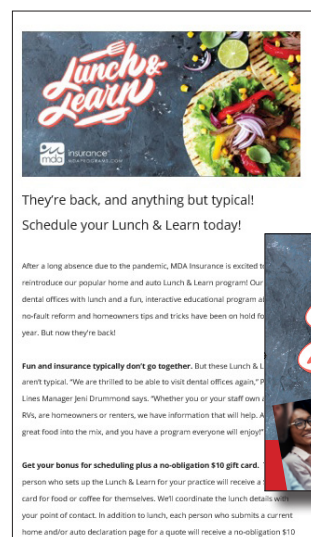 Lunch &
Learn
mda insurance
MDAPROGRAMS.COM
They're back, and anything but typical!
Schedule your Lunch & Learn today!
After a long absence due to the pandemic, MDA Insurance is excited
reintroduce our popular home and auto Lunch & Learn program! Our
dental offices with lunch and a fun, interactive educational program
no-fault reform and homeowners tips and tricks have been on hold
year. But now they're back!
Fun and insurance typically don't go together. But these Lunch &
aren't typical. "We are thrilled to be able to visit dental offices again,"
Lines Manager Jeni Drummond says. "Whether you or your staff own
RVs, are homeowners or renters, we have information that will help.
great food into the mix, and you have a program everyone will enjoy!"
Get your bonus for scheduling plus a no-obligation $10 gift card.
person who sets up the Lunch & Learn for your practice will receive a
card for food or coffee for themselves. We'll coordinate the lunch details with
your point of contact. In addition to lunch, each person who submits a current
home and/or auto declaration page for a quote will receive a no-obligation $10